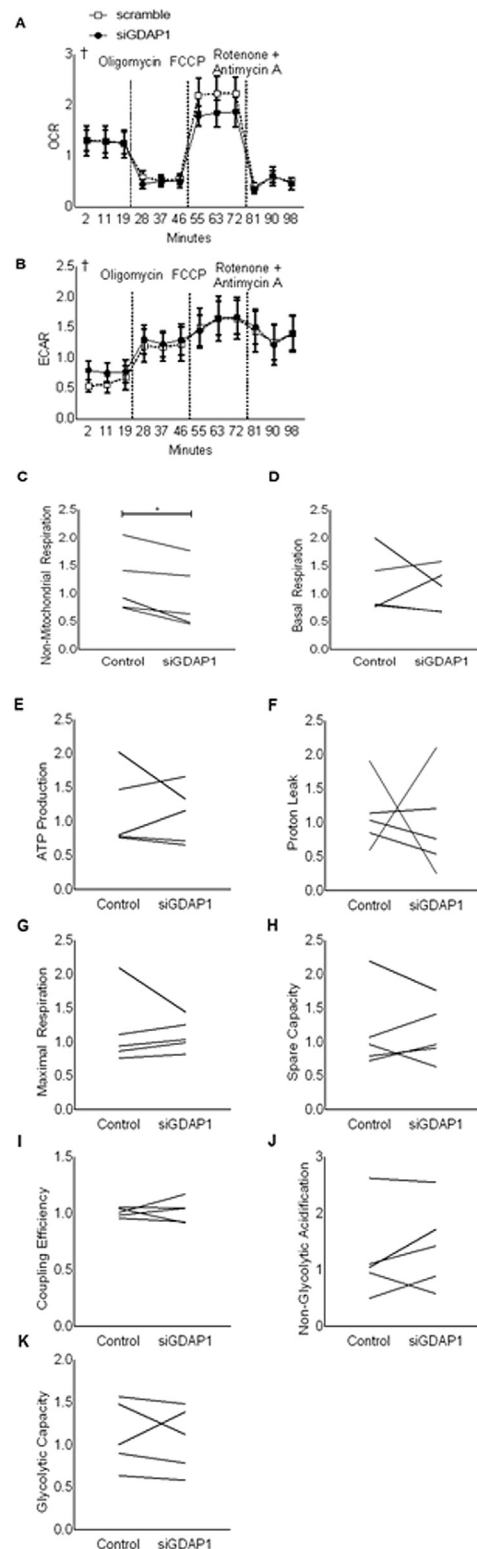 scramble
siGDAP1
A
†
Oligomycin FCCP Rotenone +
Antimycin A
OCR
3
2
1
0
2 11 19 28 37 46 55 63 72 81 90 98
Minutes
B
†
Oligomycin FCCP Rotenone +
Antimycin A
ECAR
2.5
2.0
1.5
1.0
0.5
0.0
2 11 19 28 37 46 55 63 72 81 90 98
Minutes
C
Non-Mitochondrial Respiration
2.5
2.0
1.5
1.0
0.5
0.0
*
Control siGDAP1
D
Basal Respiration
2.5
2.0
1.5
1.0
0.5
0.0
Control siGDAP1
E
ATP Production
2.5
2.0
1.5
1.0
0.5
0.0
Control siGDAP1
F
Proton Leak
2.5
2.0
1.5
1.0
0.5
0.0
Control siGDAP1
G
Maximal Respiration
2.5
2.0
1.5
1.0
0.5
0.0
Control siGDAP1
H
Spare Capacity
2.5
2.0
1.5
1.0
0.5
0.0
Control siGDAP1
I
Coupling Efficiency
1.5
1.0
0.5
0.0
Control siGDAP1
J
Non-Glycolytic Acidification
3
2
1
0
Control siGDAP1
K
Glycolytic Capacity
2.0
1.5
1.0
0.5
0.0
Control siGDAP1